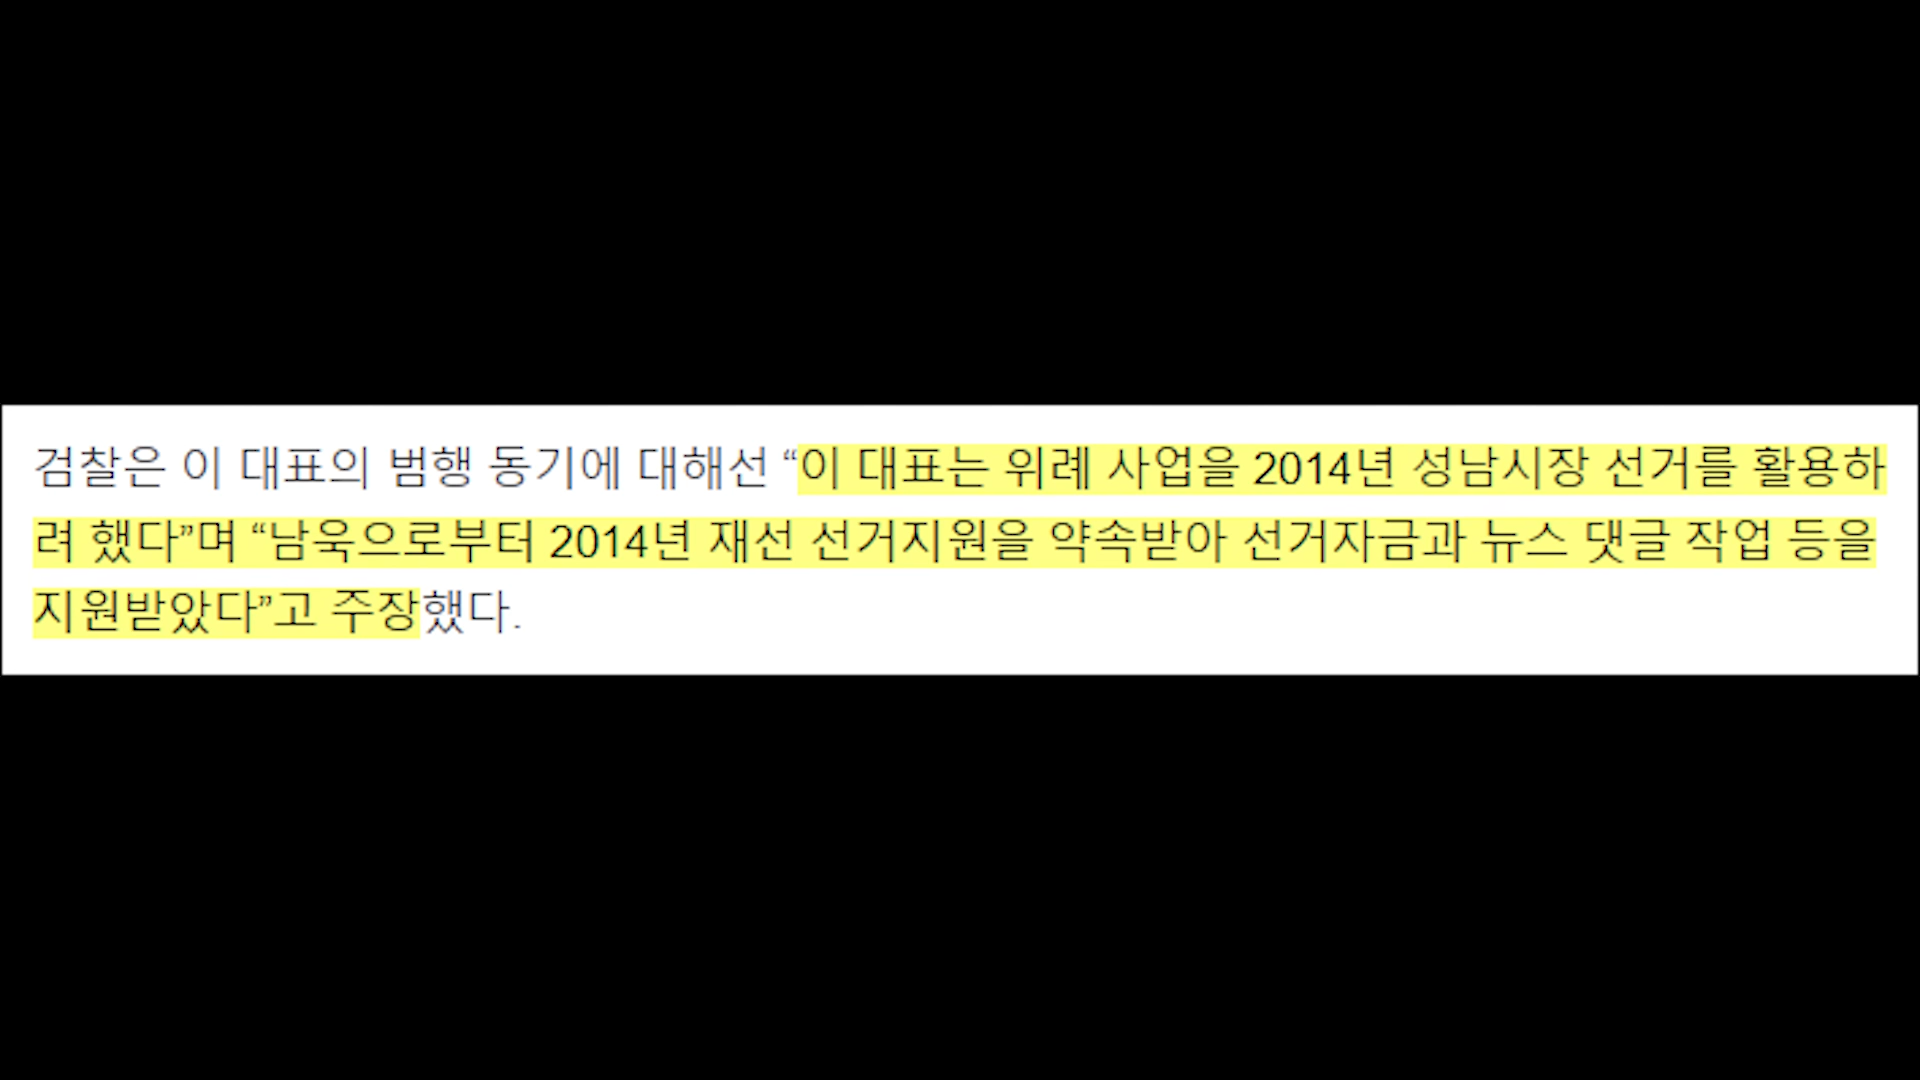 검찰은 이 대표의 범행 동기에 대해선 “이 대표는 위례 사업을 2014년 성남시장 선거를 활용하
려 했다”며 “남욱으로부터 2014년 재선 선거지원을 약속받아 선거자금과 뉴스 댓글 작업 등을
지원받았다”고 주장했다.